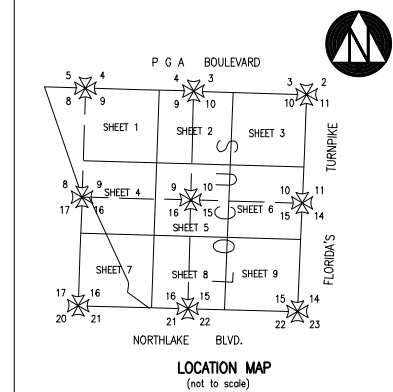 N
P G A BOULEVARD
5 4
8 9
4 3
9 10
3 2
10 11
SHEET 1
SHEET 2
SHEET 3
TURNPIKE
FLORIDA'S
8 9
17 16
9 10
16 15
10 11
15 14
SHEET 4
SHEET 5
SHEET 6
LOTUS
SHEET 7
SHEET 8
SHEET 9
17 16
20 21
16 15
21 22
15 14
22 23
NORTHLAKE BLVD.
LOCATION MAP
(not to scale)